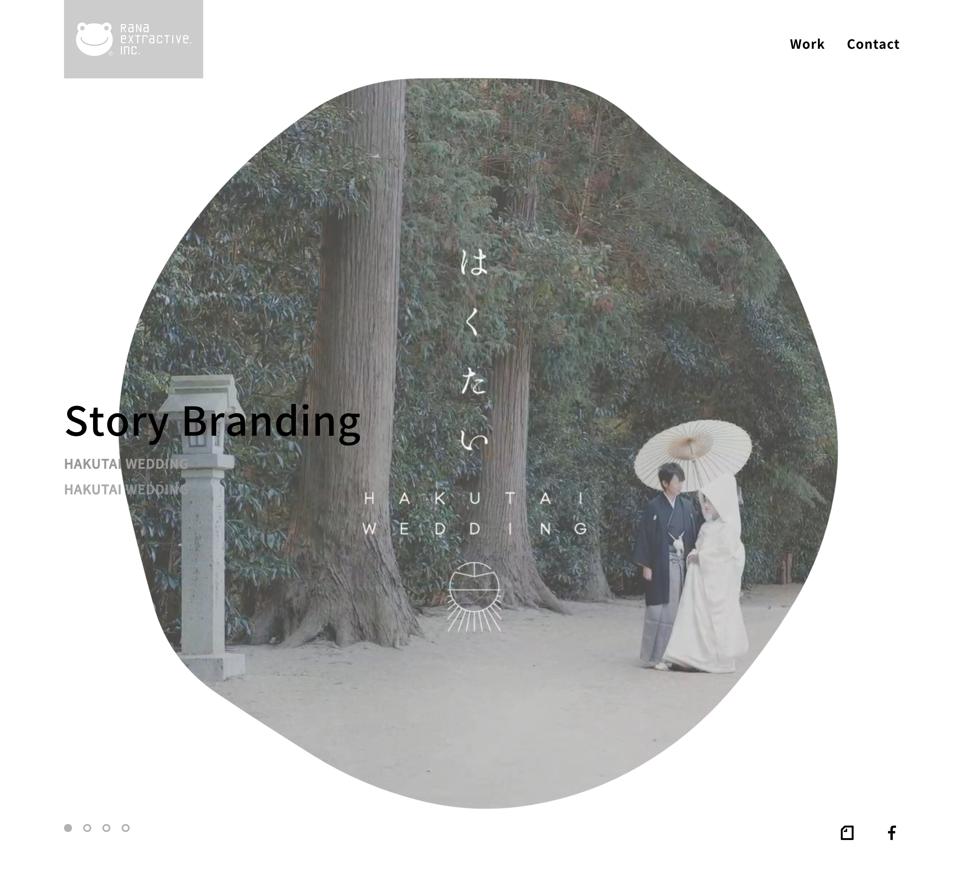 RANA
EXTRACTIVE.
INC.
Work
Contact
はくたい
Story Branding
HAKUTAI WEDDING
HAKUTAI WEDDING
HAKUTAI
WEDDING